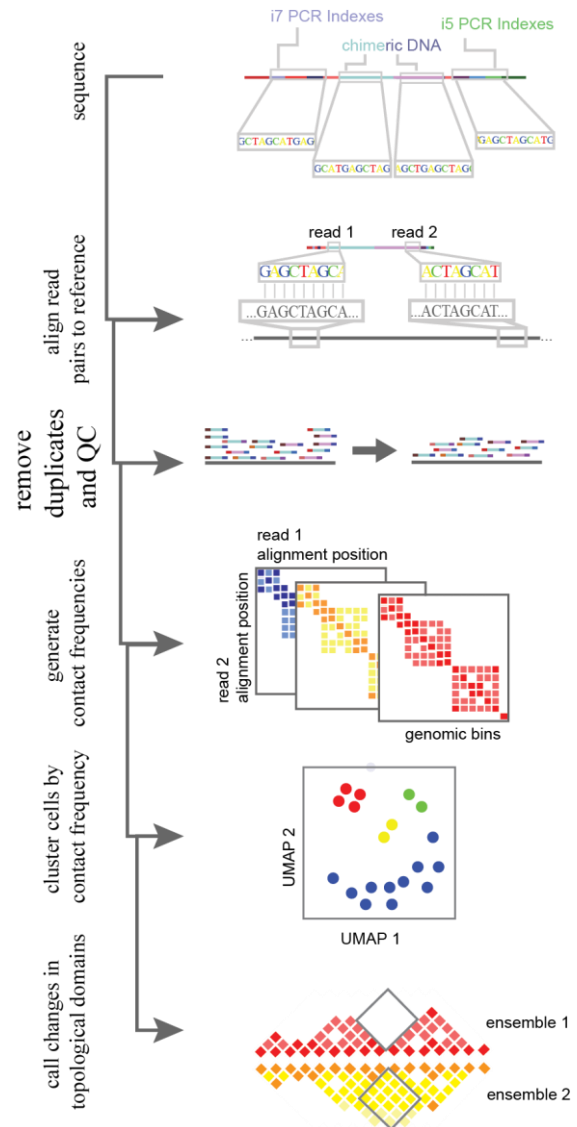 i7 PCR Indexes
i5 PCR Indexes
chimeric DNA
sequence
GCTAGCATGAG
GAGCTAGCATG
GCATGAGCTAG
AGCTGAGCTAG
read 1
read 2
align read
pairs to reference
GAGCTAGCA
ACTAGCAT
...GAGCTAGCA...
...ACTAGCAT...
...
...
remove
duplicates
and QC
read 1
alignment position
read 2
alignment position
generate
contact frequencies
genomic bins
cluster cells by
contact frequency
UMAP 2
UMAP 1
call changes in
topological domains
ensemble 1
ensemble 2